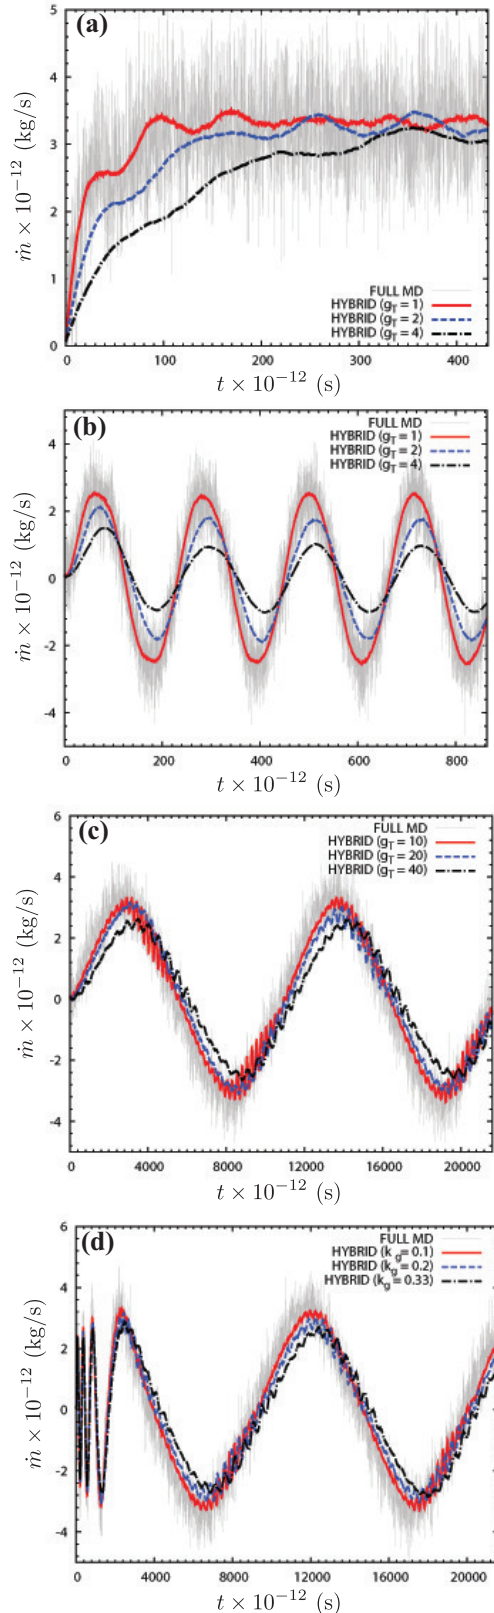 (a)
5
4
3
2
1
0
ṁ × 10⁻¹² (kg/s)
FULL MD
HYBRID (g_T = 1)
HYBRID (g_T = 2)
HYBRID (g_T = 4)
0 100 200 300 400
t × 10⁻¹² (s)
(b)
4
2
0
-2
-4
ṁ × 10⁻¹² (kg/s)
FULL MD
HYBRID (g_T = 1)
HYBRID (g_T = 2)
HYBRID (g_T = 4)
0 200 400 600 800
t × 10⁻¹² (s)
(c)
6
4
2
0
-2
-4
ṁ × 10⁻¹² (kg/s)
FULL MD
HYBRID (g_T = 10)
HYBRID (g_T = 20)
HYBRID (g_T = 40)
0 4000 8000 12000 16000 20000
t × 10⁻¹² (s)
(d)
6
4
2
0
-2
-4
ṁ × 10⁻¹² (kg/s)
FULL MD
HYBRID (k_g = 0.1)
HYBRID (k_g = 0.2)
HYBRID (k_g = 0.33)
0 4000 8000 12000 16000 20000
t × 10⁻¹² (s)